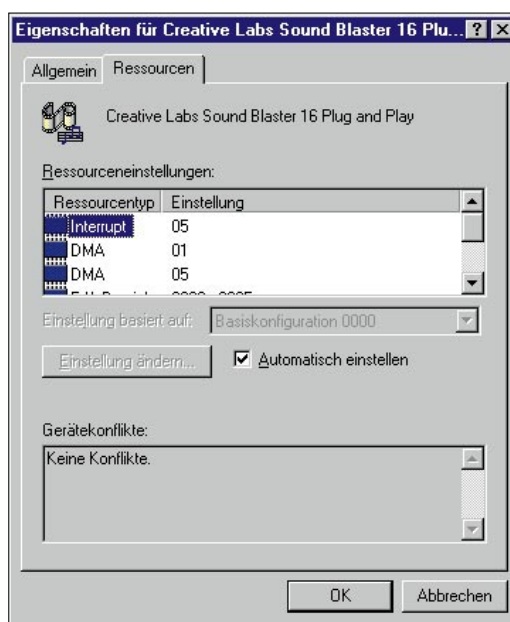 Eigenschaften für Creative Labs Sound Blaster 16 Plu... ? X
Allgemein Ressourcen
Creative Labs Sound Blaster 16 Plug and Play
Ressourceneinstellungen:
Ressourcentyp Einstellung
Interrupt 05
DMA 01
DMA 05
Einstellung basiert auf: Basiskonfiguration 0000
Einstellung ändern... Automatisch einstellen
Gerätekonflikte:
Keine Konflikte.
OK Abbrechen